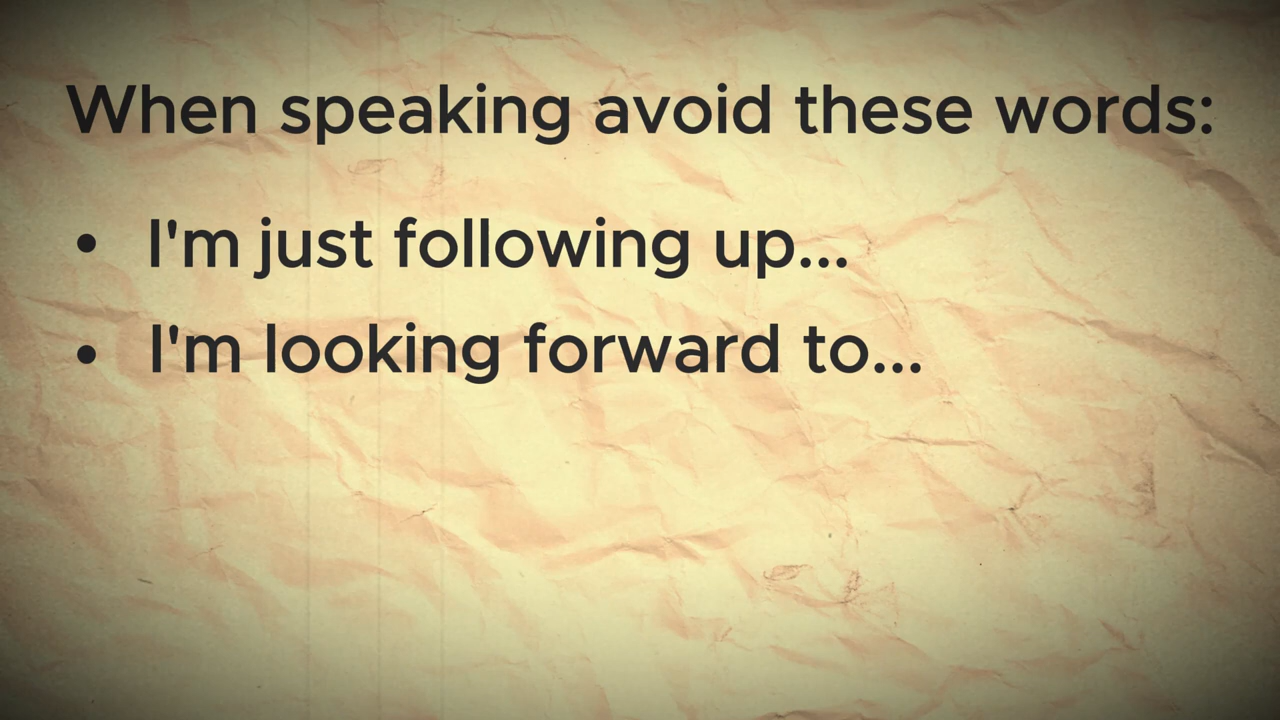 When speaking avoid these words:
• I'm just following up...
• I'm looking forward to...